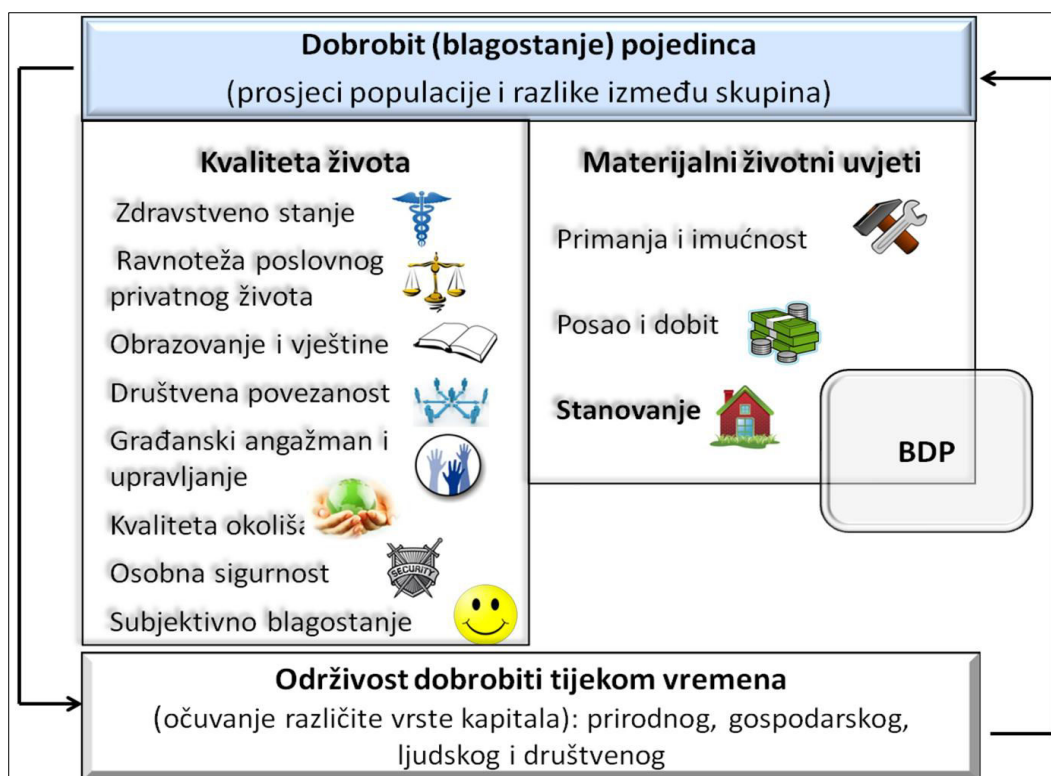 Dobrobit (blagostanje) pojedinca
(prosjeci populacije i razlike između skupina)
Kvaliteta života
Zdravstveno stanje
Ravnoteža poslovnog
privatnog života
Obrazovanje i vještine
Društvena povezanost
Građanski angažman i
upravljanje
Kvaliteta okoliša
Osobna sigurnost
SECURITY
Subjektivno blagostanje
Materijalni životni uvjeti
Primanja i imućnost
Posao i dobit
Stanovanje
BDP
Održivost dobrobiti tijekom vremena
(očuvanje različite vrste kapitala): prirodnog, gospodarskog,
ljudskog i društvenog